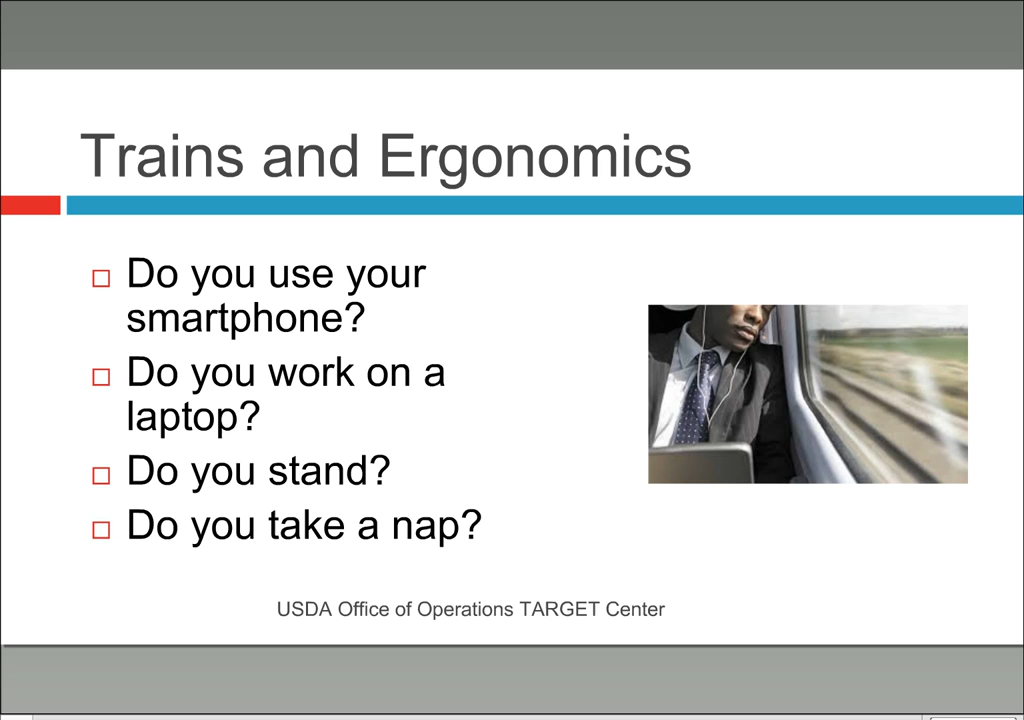 Trains and Ergonomics
Do you use your
smartphone?
Do you work on a
laptop?
Do you stand?
Do you take a nap?
USDA Office of Operations TARGET Center